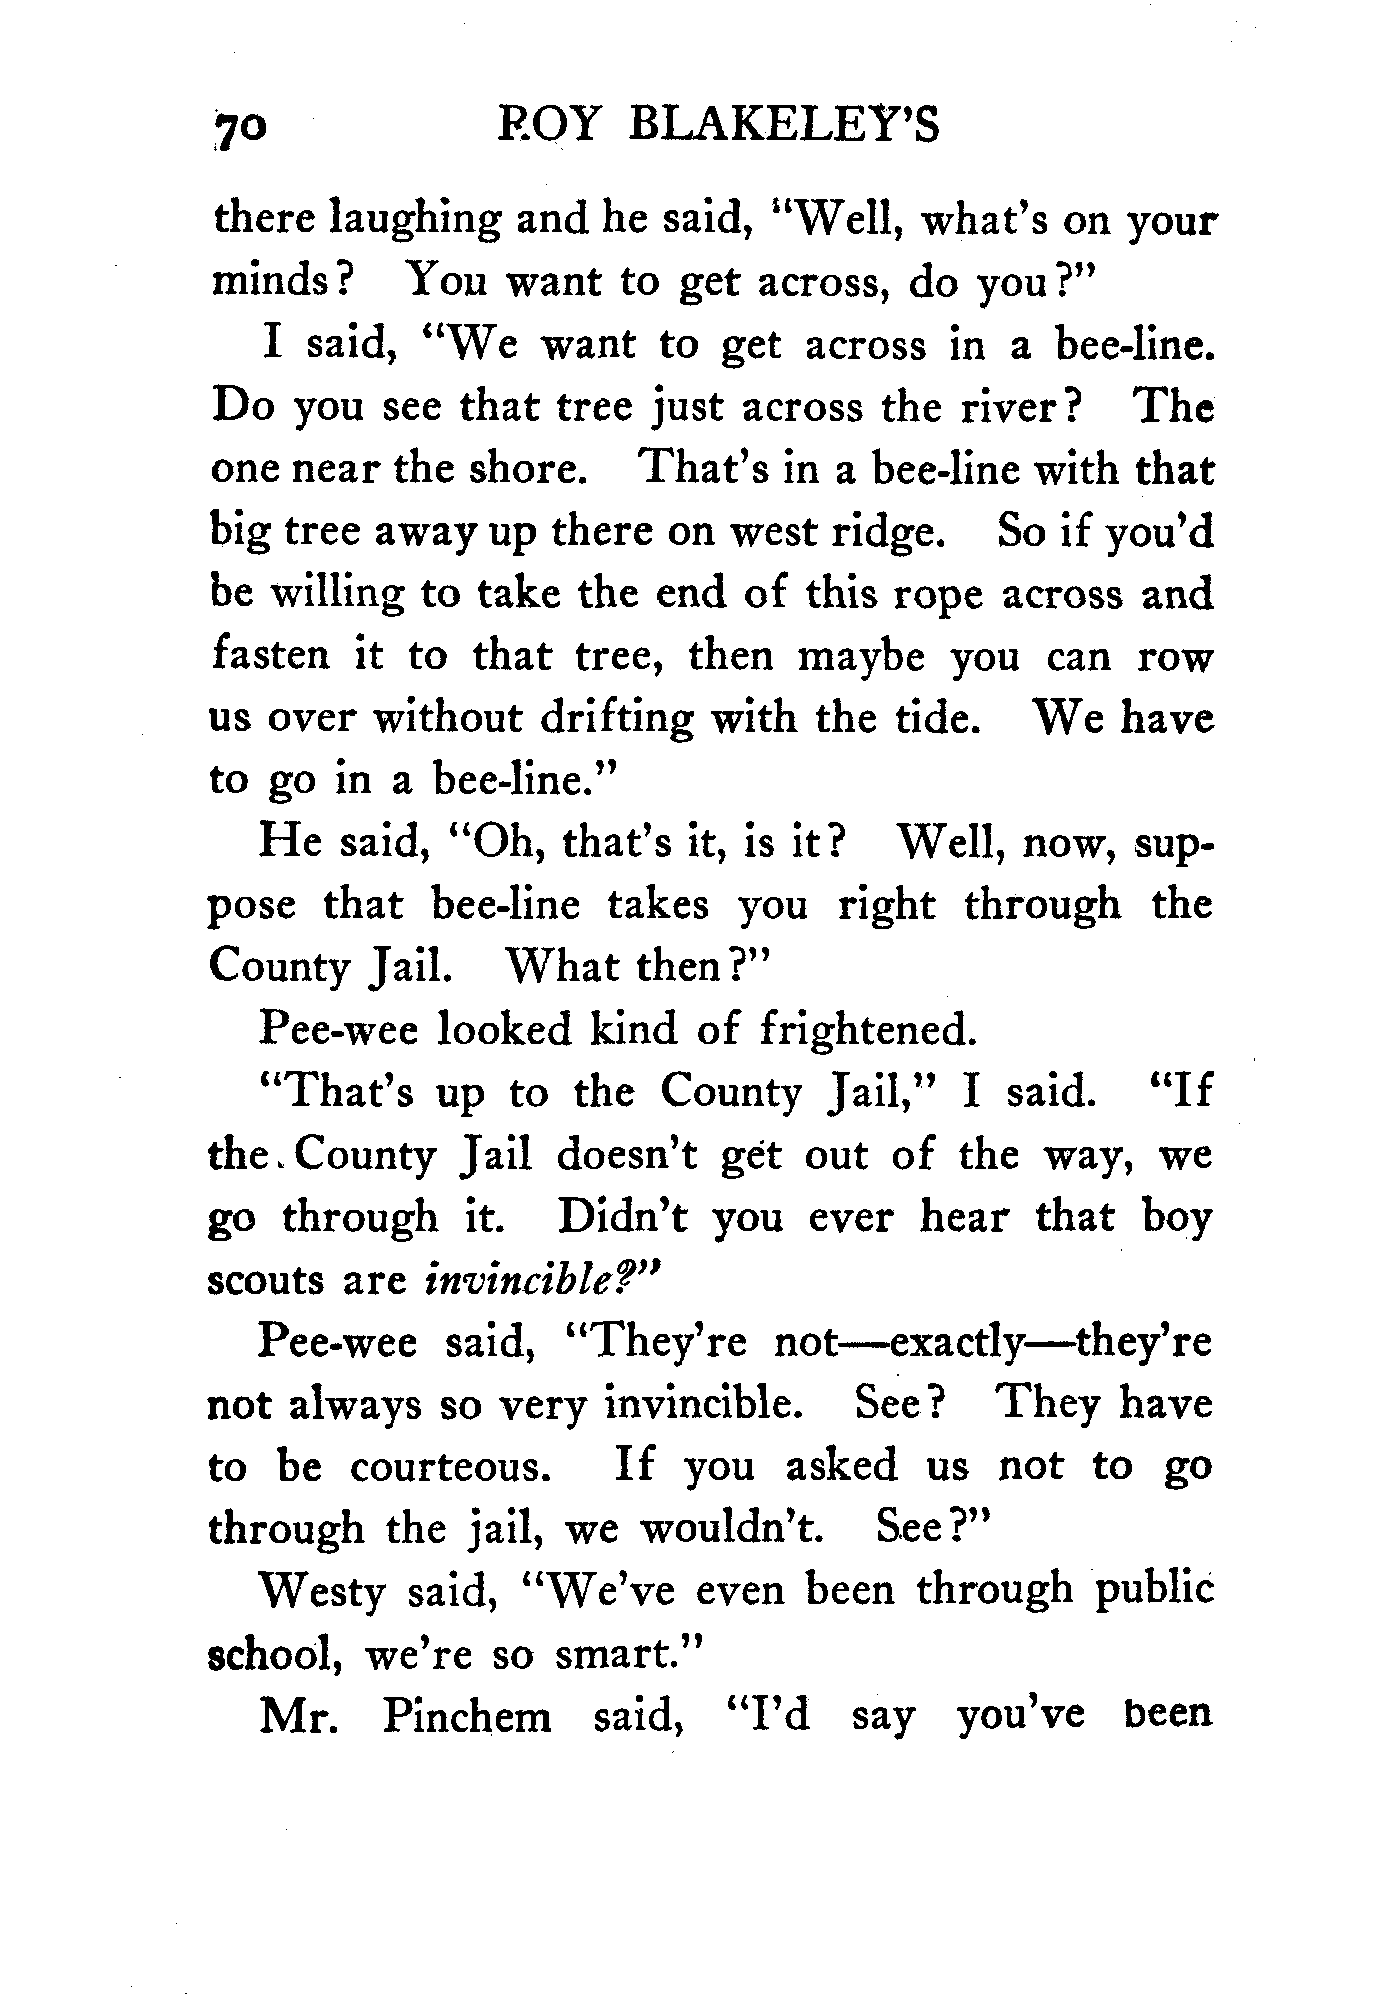 70 ROY BLAKELEY'S
there laughing and he said, "Well, what's on your
minds? You want to get across, do you?"
I said, "We want to get across in a bee-line.
Do you see that tree just across the river? The
one near the shore. That's in a bee-line with that
big tree away up there on west ridge. So if you'd
be willing to take the end of this rope across and
fasten it to that tree, then maybe you can row
us over without drifting with the tide. We have
to go in a bee-line."
He said, "Oh, that's it, is it? Well, now, sup-
pose that bee-line takes you right through the
County Jail. What then?"
Pee-wee looked kind of frightened.
"That's up to the County Jail," I said. "If
the County Jail doesn't get out of the way, we
go through it. Didn't you ever hear that boy
scouts are invincible?"
Pee-wee said, "They're not—exactly—they're
not always so very invincible. See? They have
to be courteous. If you asked us not to go
through the jail, we wouldn't. See?"
Westy said, "We've even been through public
school, we're so smart."
Mr. Pinchem said, "I'd say you've been